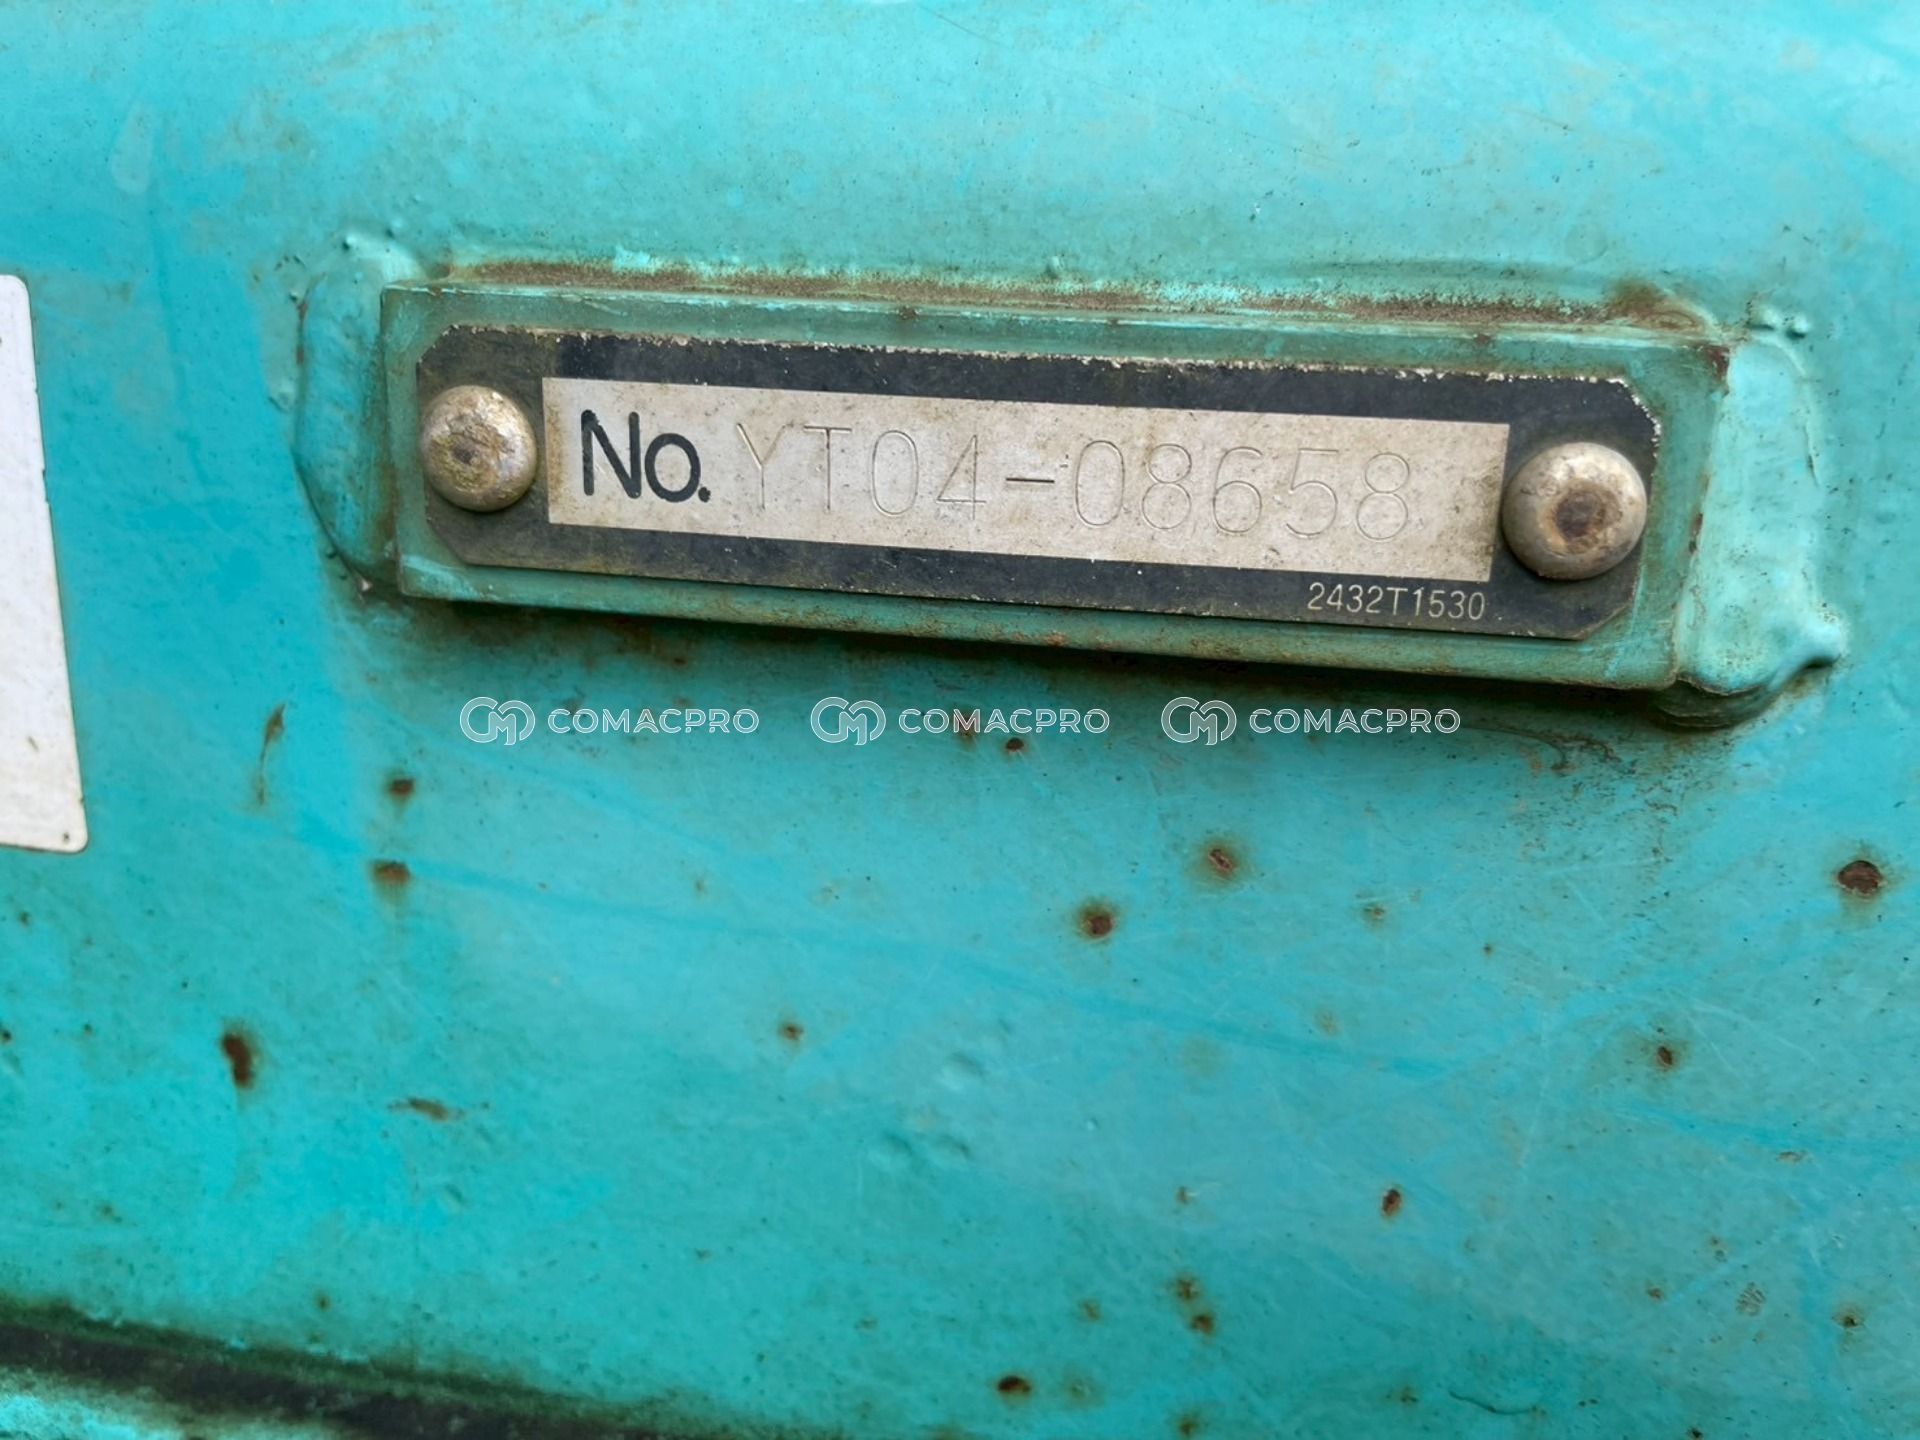 No. YT04-08658
2432T1530
COMACPRO COMACPRO COMACPRO